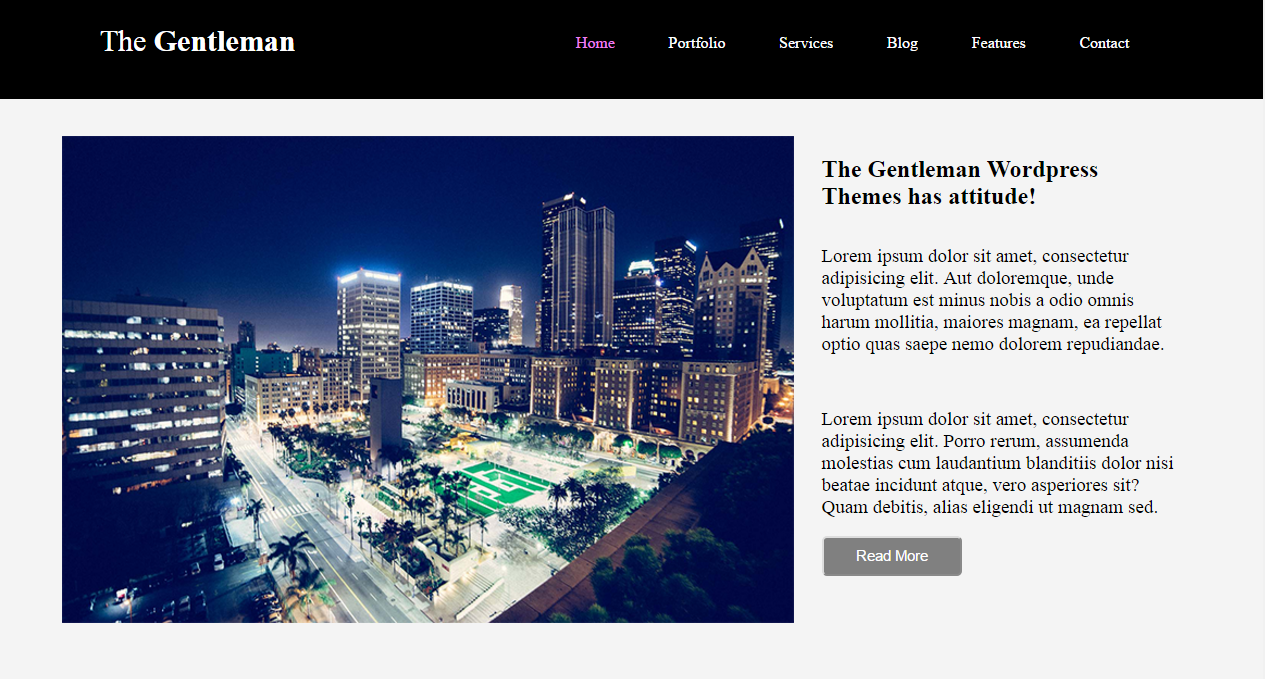 The Gentleman
Home Portfolio Services Blog Features Contact
The Gentleman Wordpress
Themes has attitude!
Lorem ipsum dolor sit amet, consectetur
adipisicing elit. Aut doloremque, unde
voluptatum est minus nobis a odio omnis
harum mollitia, maiores magnam, ea repellat
optio quas saepe nemo dolorem repudiandae.
Lorem ipsum dolor sit amet, consectetur
adipisicing elit. Porro rerum, assumenda
molestias cum laudantium blanditiis dolor nisi
beatae incidunt atque, vero asperiores sit?
Quam debitis, alias eligendi ut magnam sed.
Read More